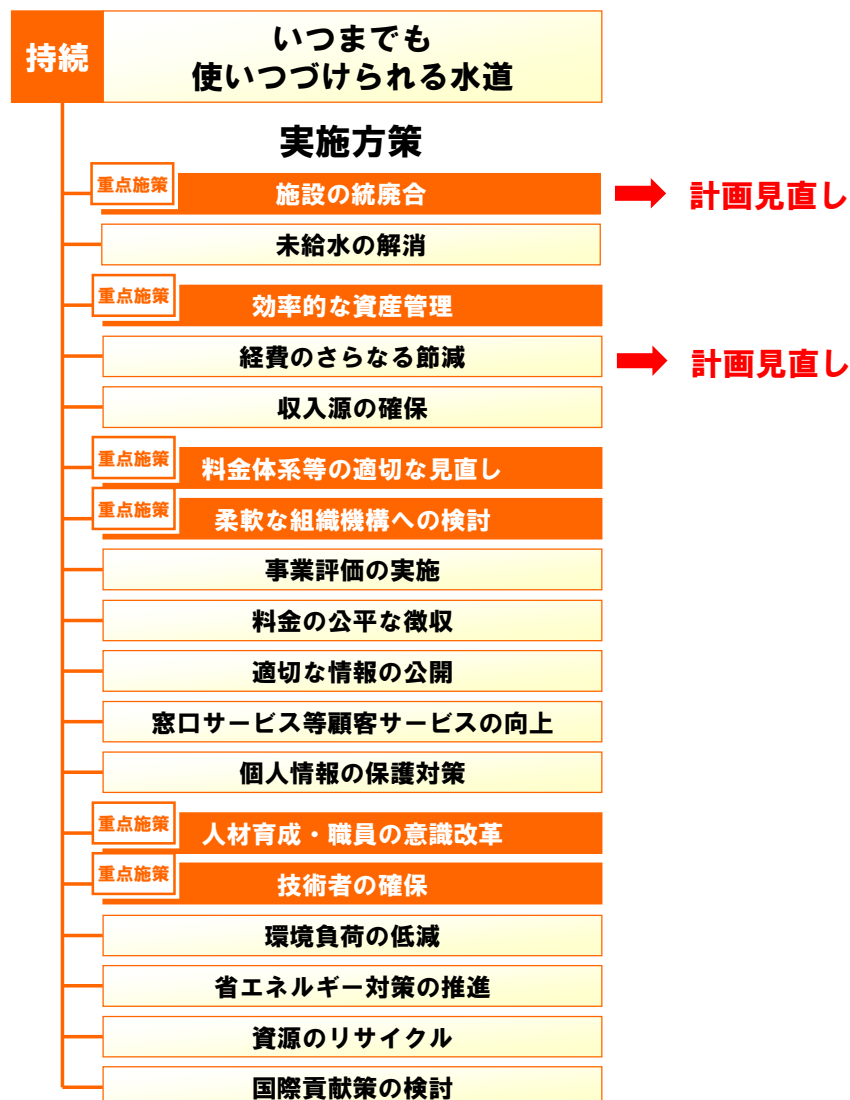 持続
いつまでも
使いつづけられる水道
実施方策
重点施策
施設の統廃合
計画見直し
未給水の解消
重点施策
効率的な資産管理
経費のさらなる節減
計画見直し
収入源の確保
重点施策
料金体系等の適切な見直し
重点施策
柔軟な組織機構への検討
事業評価の実施
料金の公平な徴収
適切な情報の公開
窓口サービス等顧客サービスの向上
個人情報の保護対策
重点施策
人材育成・職員の意識改革
重点施策
技術者の確保
環境負荷の低減
省エネルギー対策の推進
資源のリサイクル
国際貢献策の検討